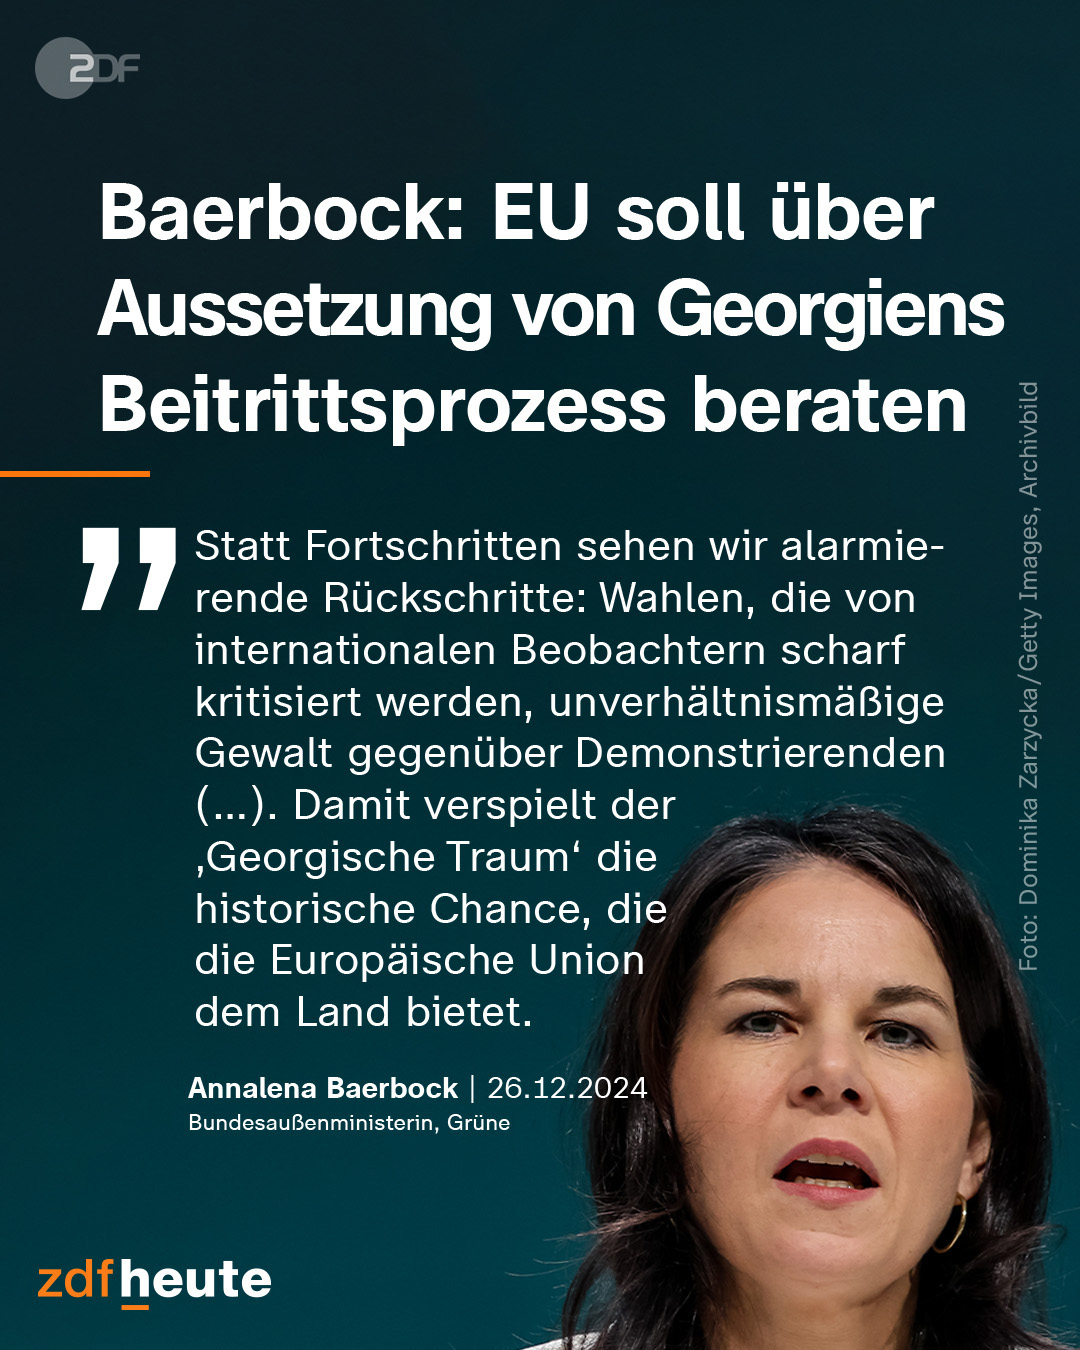 ZDF
Baerbock: EU soll über
Aussetzung von Georgiens
Beitrittsprozess beraten
” Statt Fortschritten sehen wir alarmie-
rende Rückschritte: Wahlen, die von
internationalen Beobachtern scharf
kritisiert werden, unverhältnismäßige
Gewalt gegenüber Demonstrierenden
(...). Damit verspielt der
‚Georgische Traum‘ die
historische Chance, die
die Europäische Union
dem Land bietet.
Annalena Baerbock | 26.12.2024
Bundesaußenministerin, Grüne
Foto: Dominika Zarzycka/Getty Images, Archivbild
zdfheute